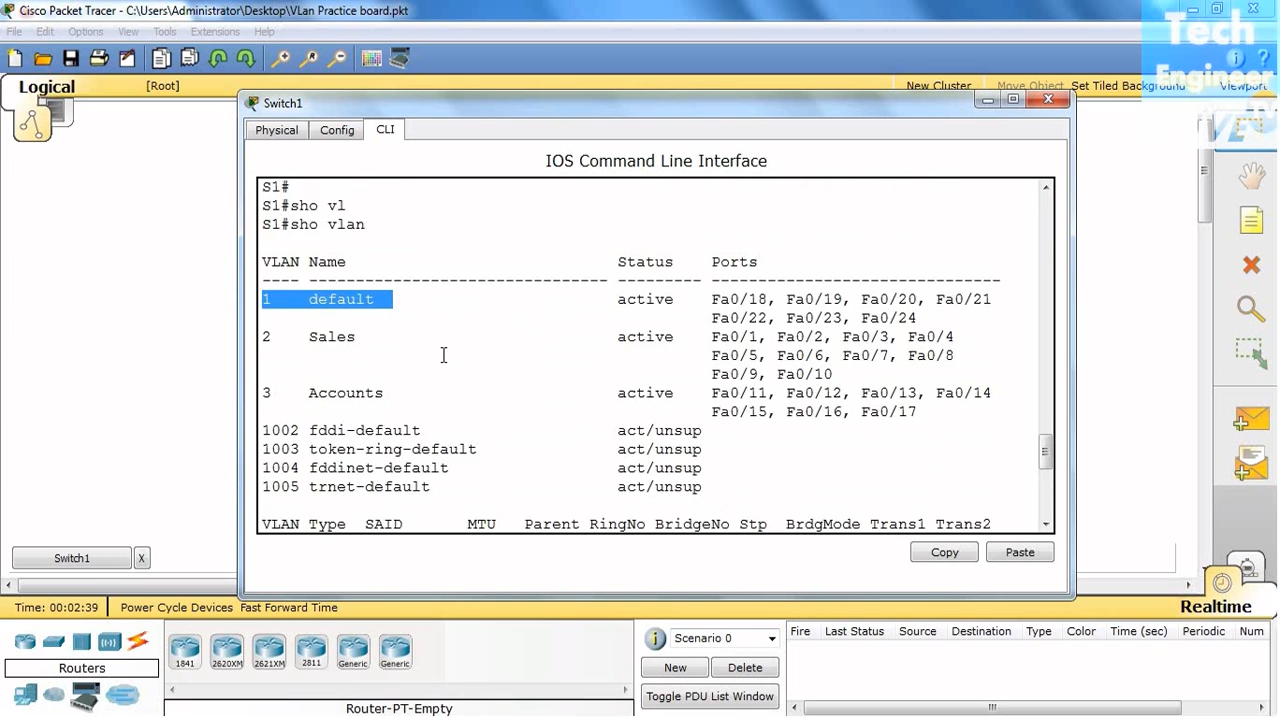 Cisco Packet Tracer - C:\Users\Administrator\Desktop\VLan Practice board.pkt
File Edit Options View Tools Extensions Help
Tech
Engineer
Logical [Root] New Cluster Move Object Set Tiled Background Viewport
Switch1
Physical Config CLI
IOS Command Line Interface
S1#
S1#sho vl
S1#sho vlan
VLAN Name Status Ports
---- -------------------------------- --------- -------------------------------
1 default active Fa0/18, Fa0/19, Fa0/20, Fa0/21
Fa0/22, Fa0/23, Fa0/24
2 Sales active Fa0/1, Fa0/2, Fa0/3, Fa0/4
Fa0/5, Fa0/6, Fa0/7, Fa0/8
Fa0/9, Fa0/10
3 Accounts active Fa0/11, Fa0/12, Fa0/13, Fa0/14
Fa0/15, Fa0/16, Fa0/17
1002 fddi-default act/unsup
1003 token-ring-default act/unsup
1004 fddinet-default act/unsup
1005 trnet-default act/unsup
VLAN Type SAID MTU Parent RingNo BridgeNo Stp BrdgMode Trans1 Trans2
Copy Paste
Switch1 X
Time: 00:02:39 Power Cycle Devices Fast Forward Time Realtime
Scenario 0 Fire Last Status Source Destination Type Color Time (sec) Periodic Num
1841 2620XM 2621XM 2811 Generic Generic
Routers New Delete
Toggle PDU List Window
Router-PT-Empty